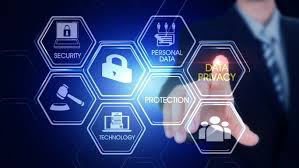 SECURITY
PERSONAL
DATA
DATA
PRIVACY
PROTECTION
TECHNOLOGY